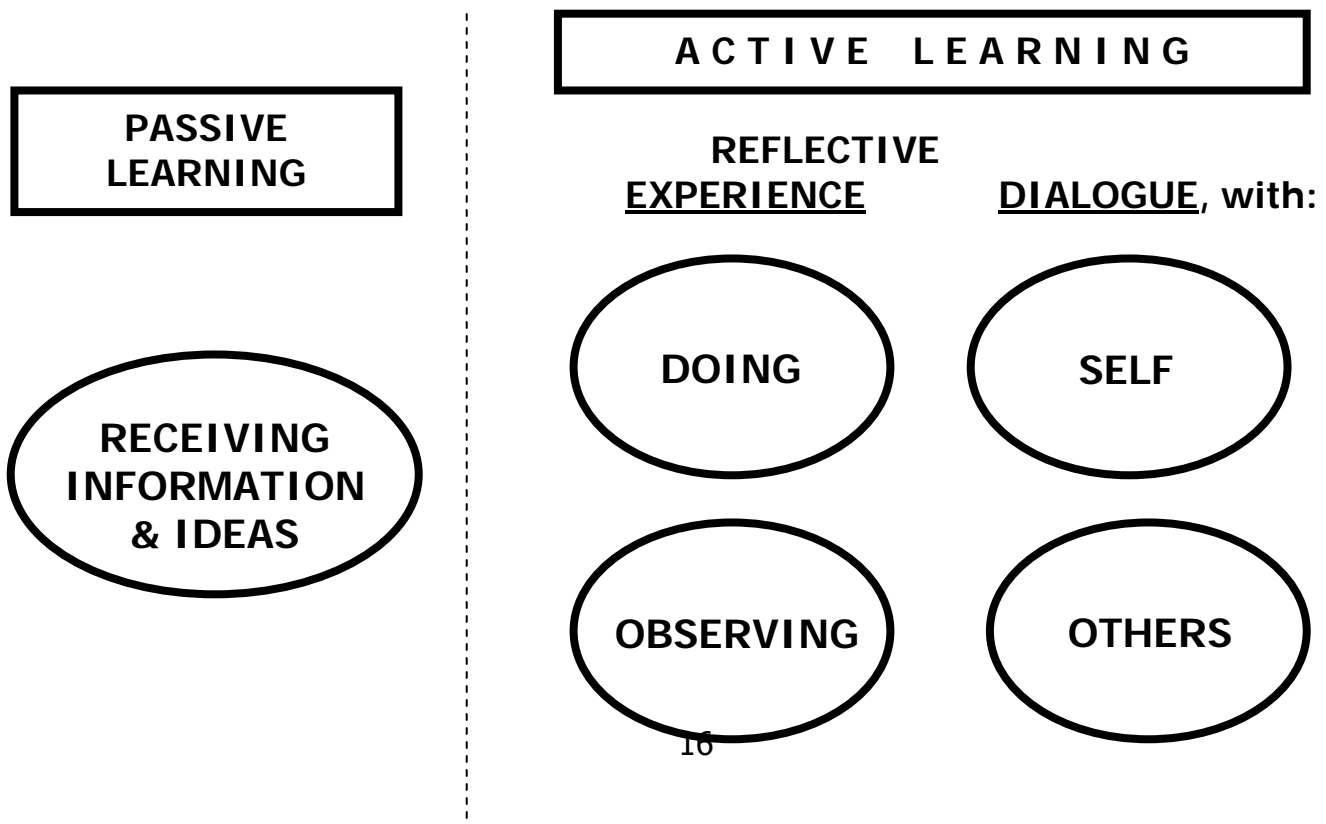 PASSIVE
LEARNING
RECEIVING
INFORMATION
& IDEAS
ACTIVE LEARNING
REFLECTIVE
EXPERIENCE DIALOGUE, with:
DOING
SELF
OBSERVING
OTHERS
16